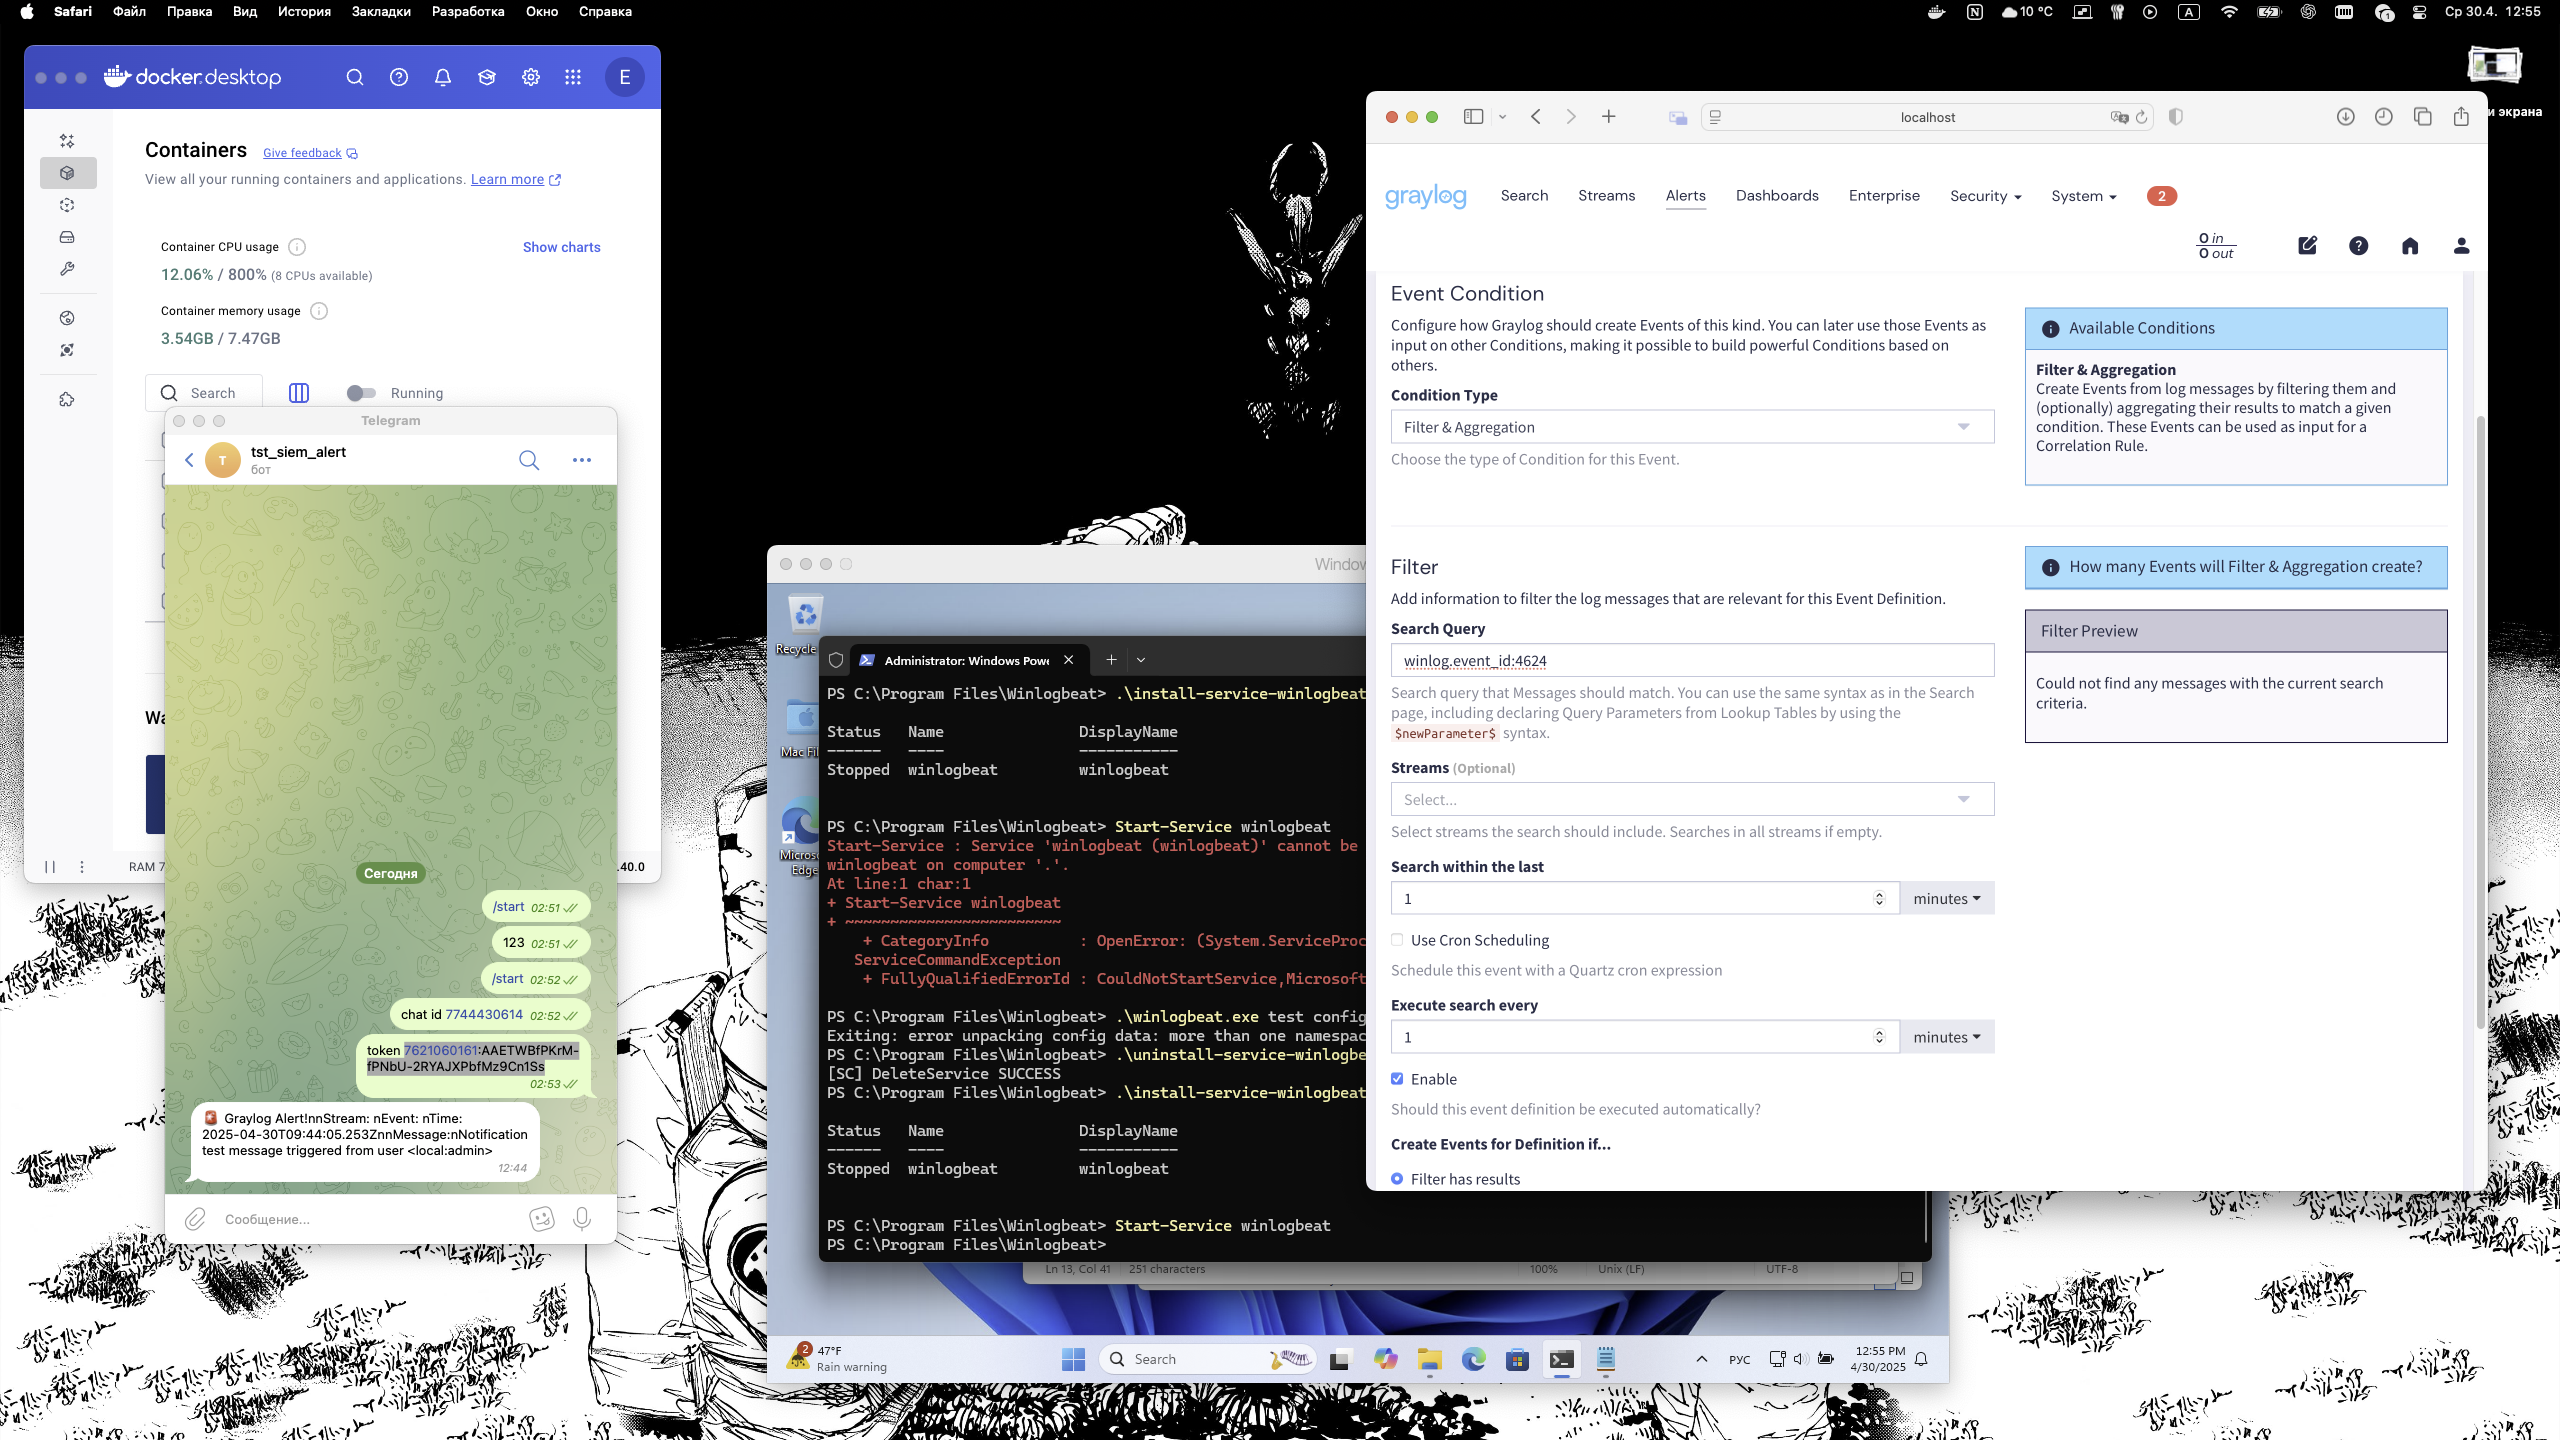 Safari Файл Правка Вид История Закладки Разработка Окно Справка
10 °C A Ср 30.4. 12:55
и экрана
docker.desktop E
Containers Give feedback
View all your running containers and applications. Learn more
Container CPU usage
Show charts
12.06% / 800% (8 CPUs available)
Container memory usage
3.54GB / 7.47GB
Search Running
Wa
RAM 7
.40.0
Telegram
T tst_siem_alert
бот
Сегодня
/start 02:51
123 02:51
/start 02:52
chat id 7744430614 02:52
token 7621060161:AAETWBfPKrM-
fPNbU-2RYAJXPbfMz9Cn1Ss
02:53
Graylog Alert!nnStream: nEvent: nTime:
2025-04-30T09:44:05.253ZnnMessage:nNotification
test message triggered from user <local:admin>
12:44
Сообщение...
Window
Recycle
Mac Fil
Micros
Edge
Administrator: Windows Powe
PS C:\Program Files\Winlogbeat> .\install-service-winlogbeat
Status Name DisplayName
------ ---- -----------
Stopped winlogbeat winlogbeat
PS C:\Program Files\Winlogbeat> Start-Service winlogbeat
Start-Service : Service 'winlogbeat (winlogbeat)' cannot be
winlogbeat on computer '.'.
At line:1 char:1
+ Start-Service winlogbeat
+ ~~~~~~~~~~~~~~~~~~~~~~~~
+ CategoryInfo : OpenError: (System.ServiceProc
ServiceCommandException
+ FullyQualifiedErrorId : CouldNotStartService,Microsoft
PS C:\Program Files\Winlogbeat> .\winlogbeat.exe test config
Exiting: error unpacking config data: more than one namespac
PS C:\Program Files\Winlogbeat> .\uninstall-service-winlogbe
[SC] DeleteService SUCCESS
PS C:\Program Files\Winlogbeat> .\install-service-winlogbeat
Status Name DisplayName
------ ---- -----------
Stopped winlogbeat winlogbeat
PS C:\Program Files\Winlogbeat> Start-Service winlogbeat
PS C:\Program Files\Winlogbeat>
Ln 13, Col 41 251 characters 100% Unix (LF) UTF-8
2 47°F
Rain warning
Search
РУС
12:55 PM
4/30/2025
localhost
graylog Search Streams Alerts Dashboards Enterprise Security System 2
0 in
0 out
Event Condition
Configure how Graylog should create Events of this kind. You can later use those Events as
input on other Conditions, making it possible to build powerful Conditions based on
others.
Condition Type
Filter & Aggregation
Choose the type of Condition for this Event.
Available Conditions
Filter & Aggregation
Create Events from log messages by filtering them and
(optionally) aggregating their results to match a given
condition. These Events can be used as input for a
Correlation Rule.
Filter
Add information to filter the log messages that are relevant for this Event Definition.
Search Query
winlog.event_id:4624
Search query that Messages should match. You can use the same syntax as in the Search
page, including declaring Query Parameters from Lookup Tables by using the
$newParameter$ syntax.
Streams (Optional)
Select...
Select streams the search should include. Searches in all streams if empty.
Search within the last
1 minutes
Use Cron Scheduling
Schedule this event with a Quartz cron expression
Execute search every
1 minutes
Enable
Should this event definition be executed automatically?
Create Events for Definition if...
Filter has results
How many Events will Filter & Aggregation create?
Filter Preview
Could not find any messages with the current search
criteria.